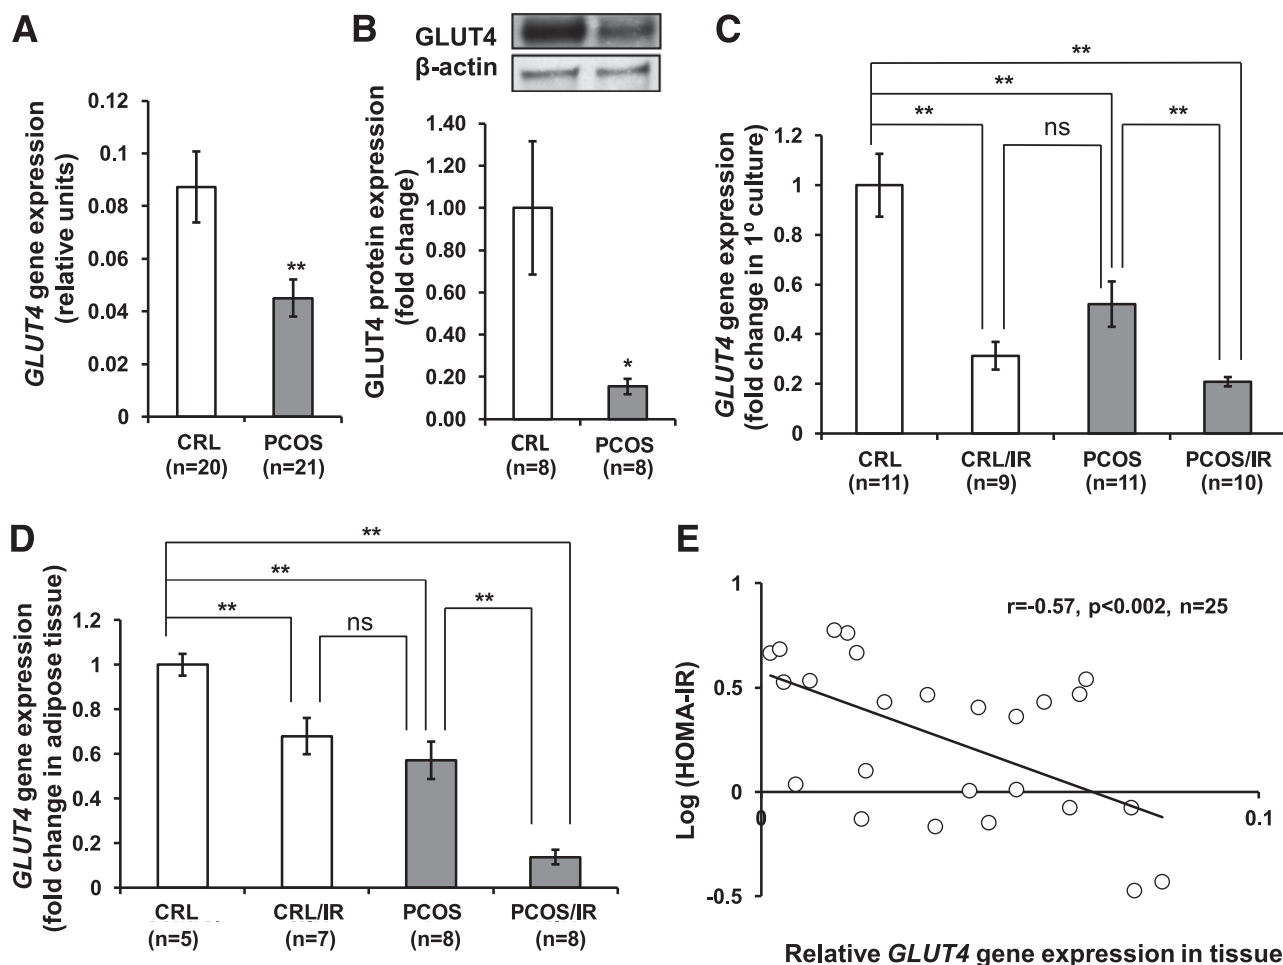 A
GLUT4 gene expression
(relative units)
0.12
0.1
0.08
0.06
0.04
0.02
0
**
CRL
(n=20)
PCOS
(n=21)
B
GLUT4
β-actin
GLUT4 protein expression
(fold change)
1.40
1.20
1.00
0.80
0.60
0.40
0.20
0.00
*
CRL
(n=8)
PCOS
(n=8)
C
GLUT4 gene expression
(fold change in 1º culture)
1.2
1
0.8
0.6
0.4
0.2
0
**
**
**
ns
**
CRL
(n=11)
CRL/IR
(n=9)
PCOS
(n=11)
PCOS/IR
(n=10)
D
GLUT4 gene expression
(fold change in adipose tissue)
1.2
1
0.8
0.6
0.4
0.2
0
**
**
**
ns
**
CRL
(n=5)
CRL/IR
(n=7)
PCOS
(n=8)
PCOS/IR
(n=8)
E
Log (HOMA-IR)
1
0.5
0
-0.5
0
0.1
r=-0.57, p<0.002, n=25
Relative GLUT4 gene expression in tissue